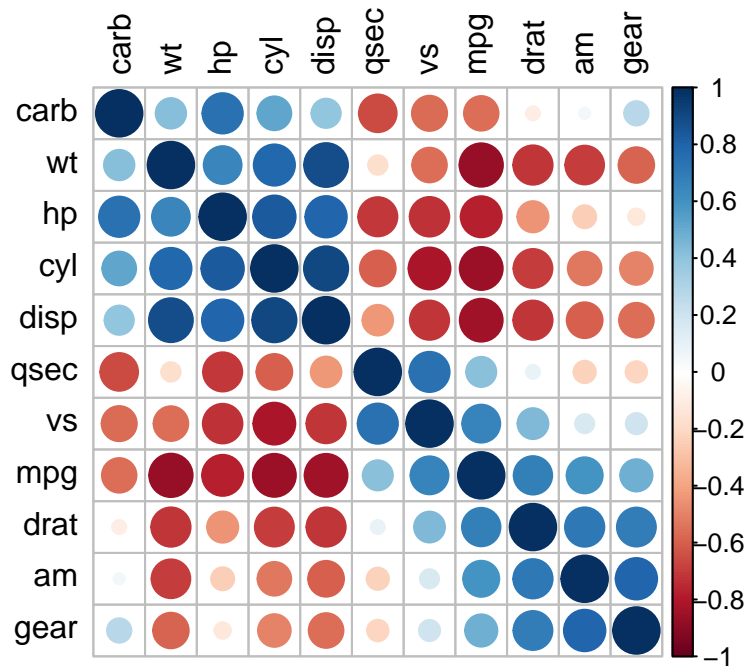 carb wt hp cyl disp qsec vs mpg drat am gear
carb
wt
hp
cyl
disp
qsec
vs
mpg
drat
am
gear
1
0.8
0.6
0.4
0.2
0
−0.2
−0.4
−0.6
−0.8
−1